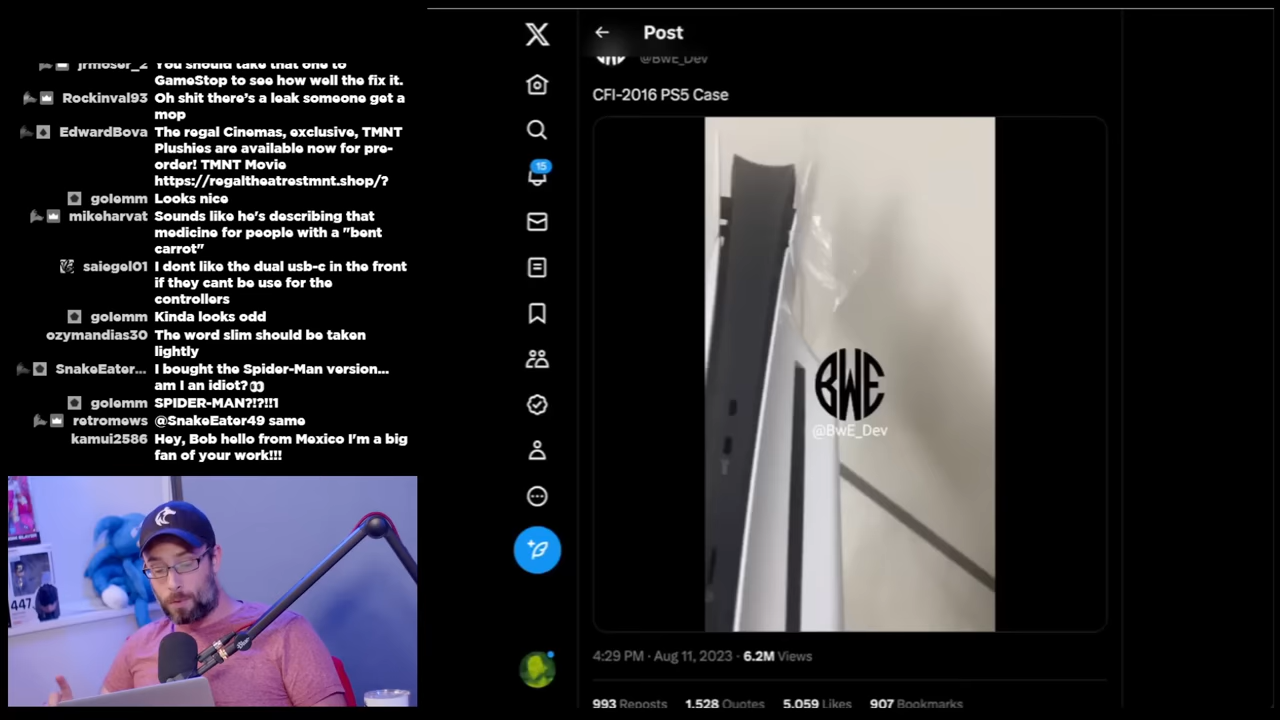 jrmoser_2 You should take that one to
GameStop to see how well the fix it.
Rockinval93 Oh shit there's a leak someone get a
mop
EdwardBova The regal Cinemas, exclusive, TMNT
Plushies are available now for pre-
order! TMNT Movie
https://regaltheatrestmnt.shop/?
golemm Looks nice
mikeharvat Sounds like he's describing that
medicine for people with a "bent
carrot"
saiegel01 I dont like the dual usb-c in the front
if they cant be use for the
controllers
golemm Kinda looks odd
ozymandias30 The word slim should be taken
lightly
SnakeEater... I bought the Spider-Man version...
am I an idiot?👀
golemm SPIDER-MAN?!?!!1
retromews @SnakeEater49 same
kamui2586 Hey, Bob hello from Mexico I'm a big
fan of your work!!!
447
X
15
Post
@BwE_Dev
CFI-2016 PS5 Case
BWE
@BwE_Dev
4:29 PM · Aug 11, 2023 · 6.2M Views
993 Reposts 1,528 Quotes 5,059 Likes 907 Bookmarks